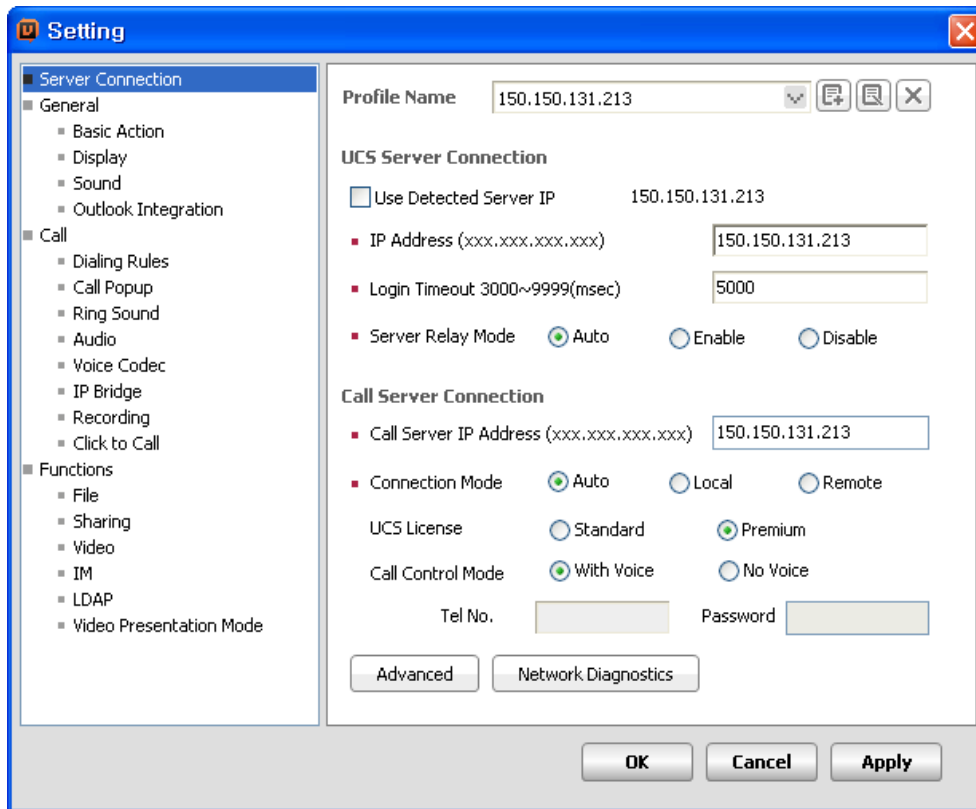 Setting
Server Connection
General
Basic Action
Display
Sound
Outlook Integration
Call
Dialing Rules
Call Popup
Ring Sound
Audio
Voice Codec
IP Bridge
Recording
Click to Call
Functions
File
Sharing
Video
IM
LDAP
Video Presentation Mode
Profile Name 150.150.131.213
UCS Server Connection
Use Detected Server IP 150.150.131.213
IP Address (xxx.xxx.xxx.xxx) 150.150.131.213
Login Timeout 3000~9999(msec) 5000
Server Relay Mode Auto Enable Disable
Call Server Connection
Call Server IP Address (xxx.xxx.xxx.xxx) 150.150.131.213
Connection Mode Auto Local Remote
UCS License Standard Premium
Call Control Mode With Voice No Voice
Tel No. Password
Advanced Network Diagnostics
OK Cancel Apply